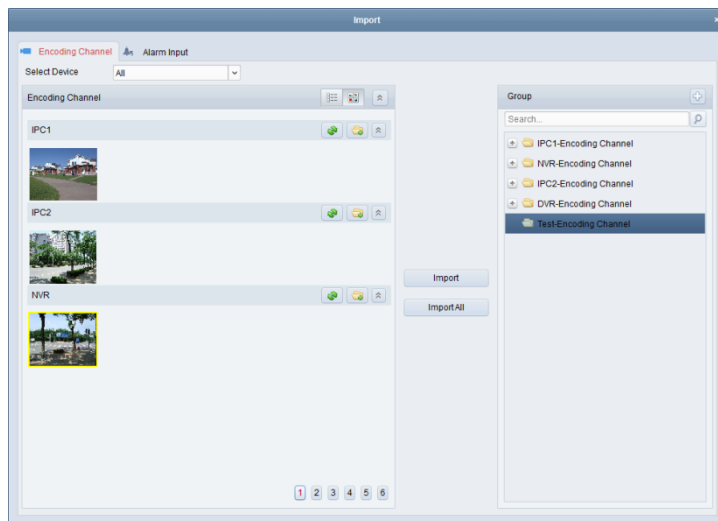 Import
Encoding Channel
Alarm Input
Select Device
All
Encoding Channel
IPC1
IPC2
NVR
1 2 3 4 5 6
Import
Import All
Group
Search...
IPC1-Encoding Channel
NVR-Encoding Channel
IPC2-Encoding Channel
DVR-Encoding Channel
Test-Encoding Channel